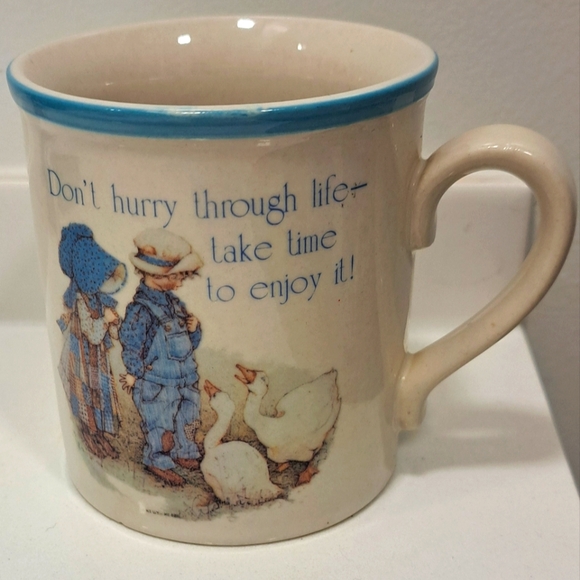 Don't hurry through life—
take time
to enjoy it!